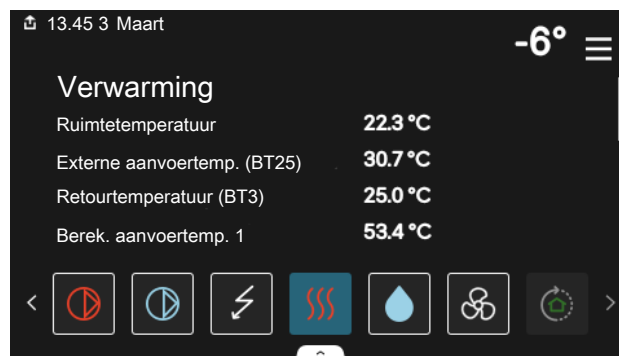 13.45 3 Maart
-6°
Verwarming
Ruimtetemperatuur 22.3 °C
Externe aanvoertemp. (BT25) 30.7 °C
Retourtemperatuur (BT3) 25.0 °C
Berek. aanvoertemp. 1 53.4 °C